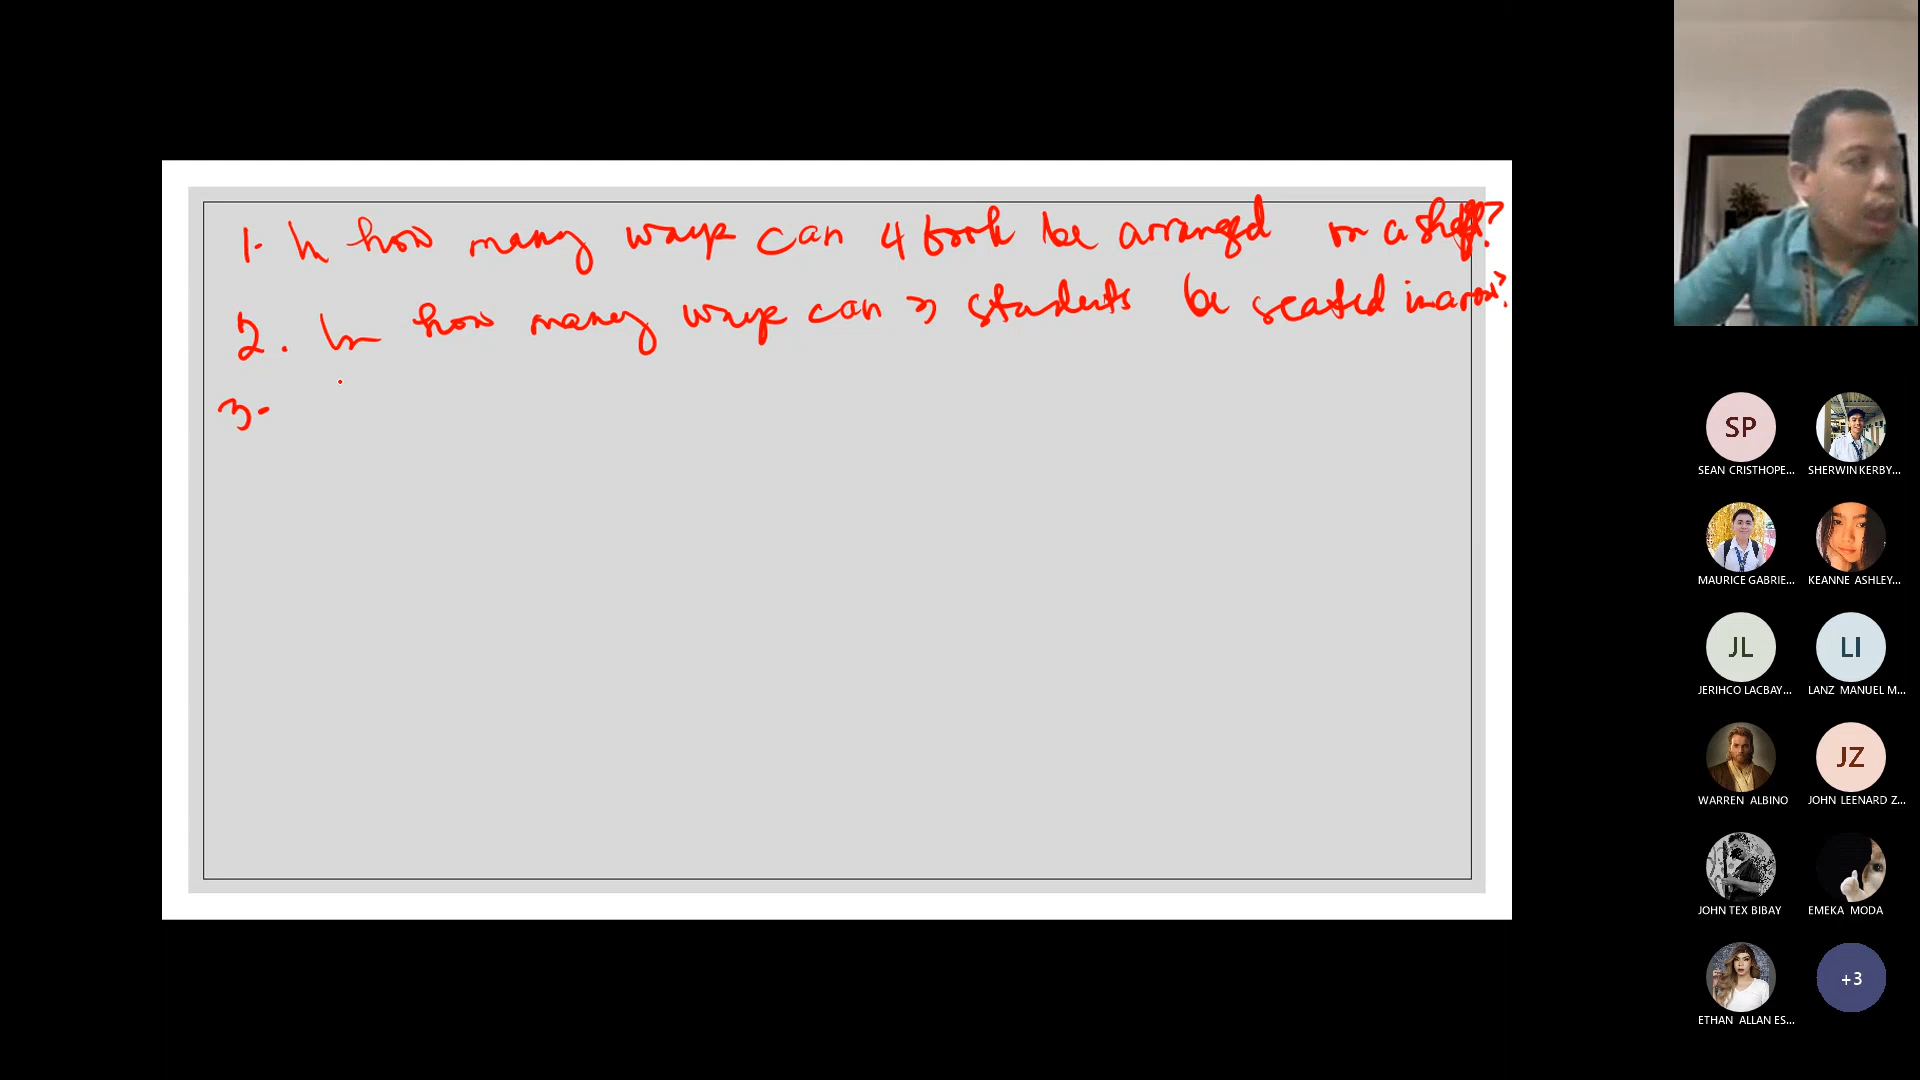 1. In how many ways can 4 book be arranged on a shelf?
2. In how many ways can students be seated in a row?
3.
SP
SEAN CRISTHOPE...
SHERWIN KERBY...
MAURICE GABRIE...
KEANNE ASHLEY...
JL
JERIHCO LACBAY...
LI
LANZ MANUEL M...
WARREN ALBINO
JZ
JOHN LEENARD Z...
JOHN TEX BIBAY
EMEKA MODA
ETHAN ALLAN ES...
+3